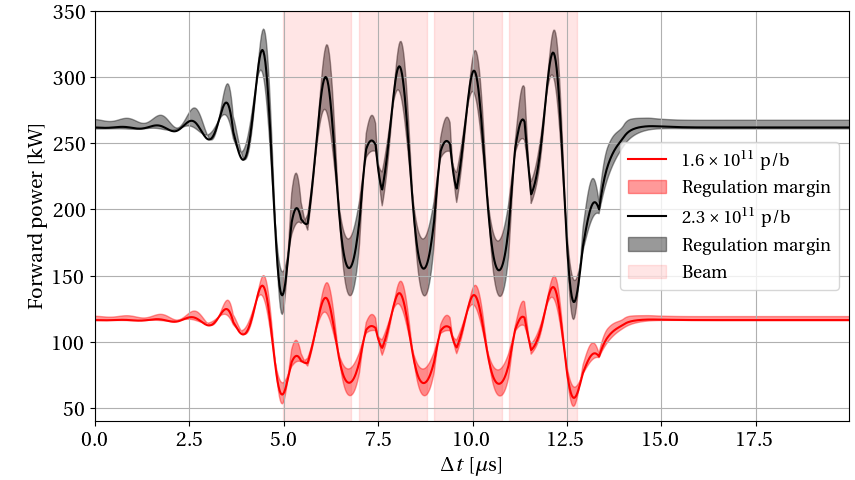 Forward power [kW]
350
300
250
200
150
100
50
0.0 2.5 5.0 7.5 10.0 12.5 15.0 17.5
Δt [μs]
1.6 × 10¹¹ p/b
Regulation margin
2.3 × 10¹¹ p/b
Regulation margin
Beam